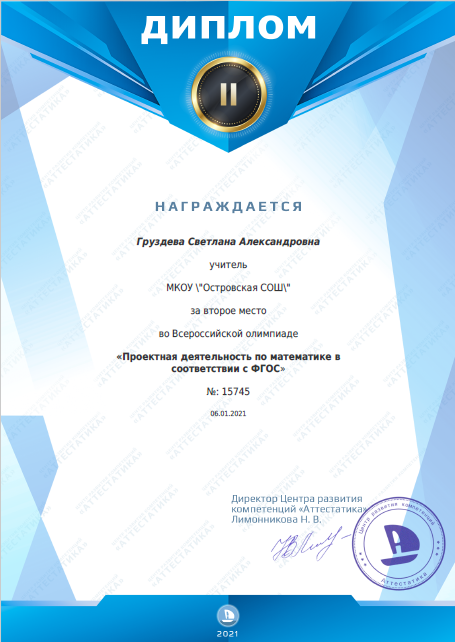 ДИПЛОМ
II
НАГРАЖДАЕТСЯ
Груздева Светлана Александровна
учитель
МКОУ \"Островская СОШ\"
за второе место
во Всероссийской олимпиаде
«Проектная деятельность по математике в
соответствии с ФГОС»
№: 15745
06.01.2021
Директор Центра развития
компетенций «Аттестатика»
Лимонникова Н. В.
Центр развития компетенций
Аттестатика
2021